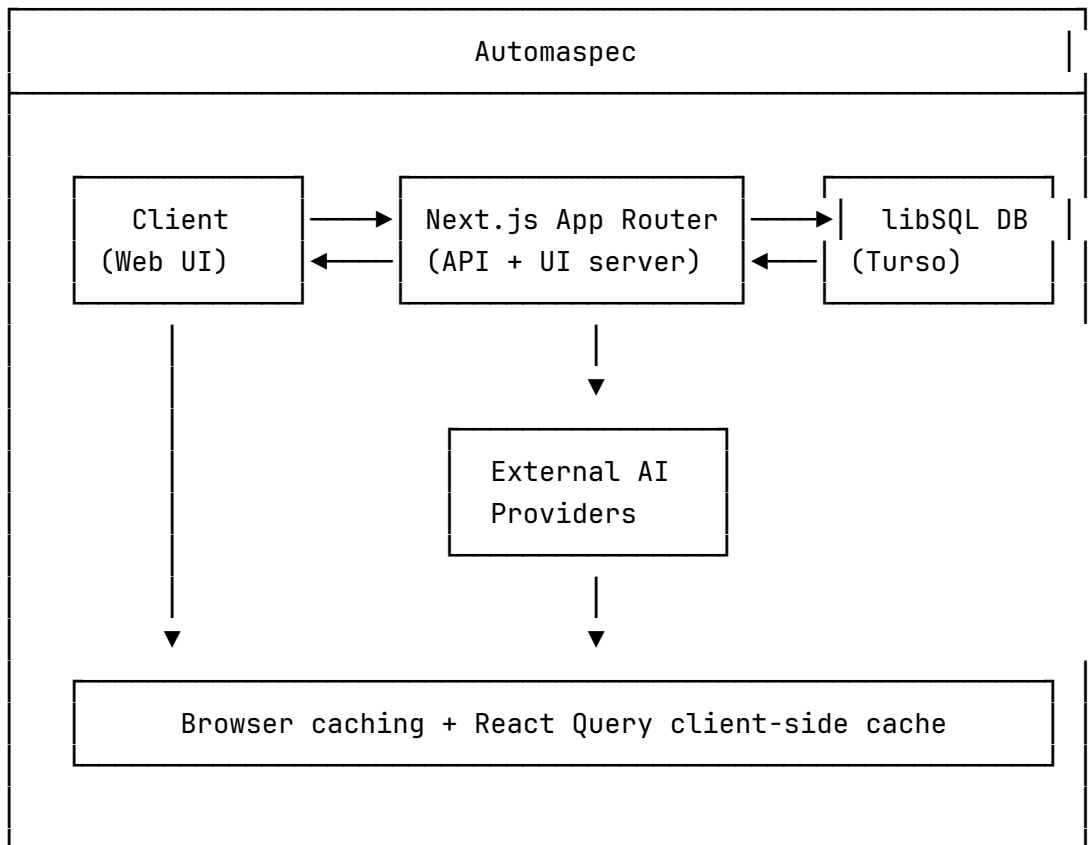 Automaspec
Client
(Web UI)
Next.js App Router
(API + UI server)
libSQL DB
(Turso)
External AI
Providers
Browser caching + React Query client-side cache